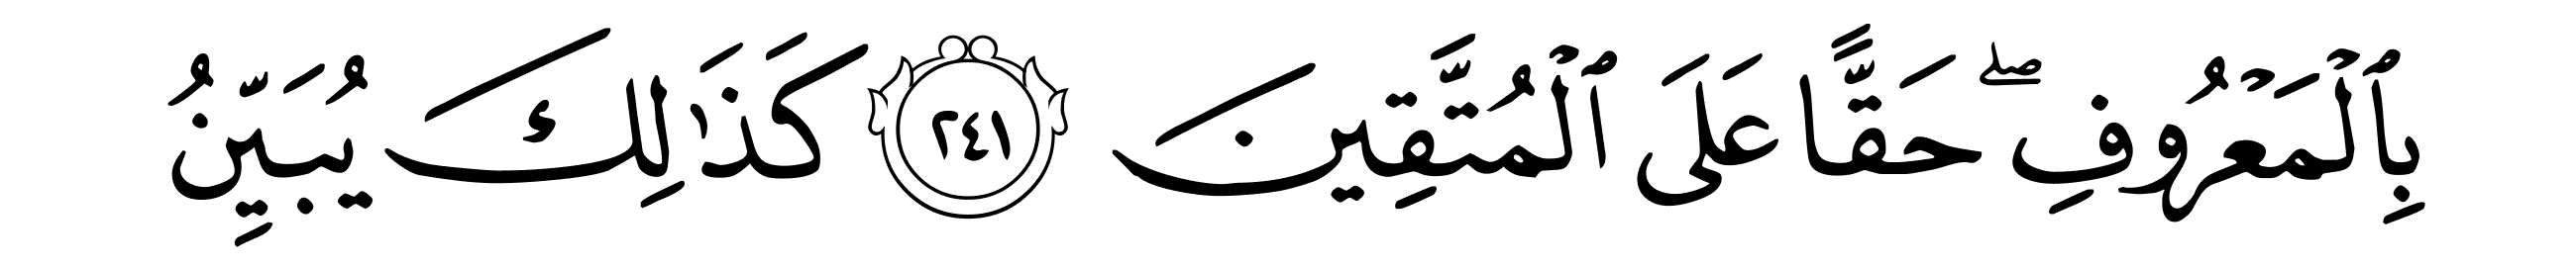 بِٱلْمَعْرُوفِ ۖ حَقًّا عَلَى ٱلْمُتَّقِينَ ٢٤١ كَذَٰلِكَ يُبَيِّنُ